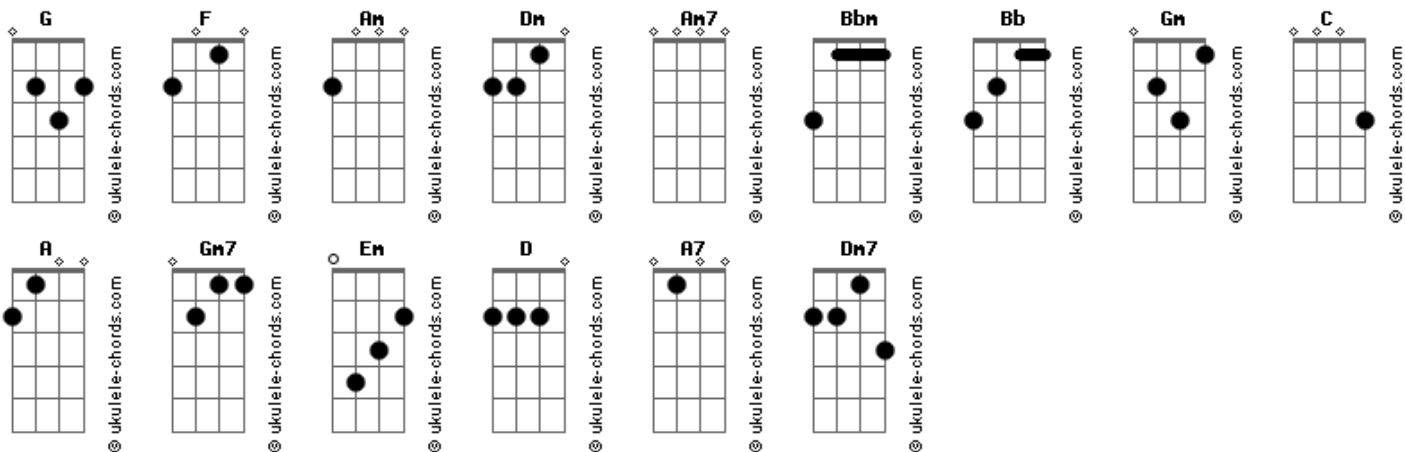 G F Am Dm Am7 Bbm Bb Gm C
© ukulele-chords.com © ukulele-chords.com © ukulele-chords.com © ukulele-chords.com © ukulele-chords.com © ukulele-chords.com © ukulele-chords.com © ukulele-chords.com © ukulele-chords.com
A Gm7 Em D A7 Dm7
© ukulele-chords.com © ukulele-chords.com © ukulele-chords.com © ukulele-chords.com © ukulele-chords.com © ukulele-chords.com